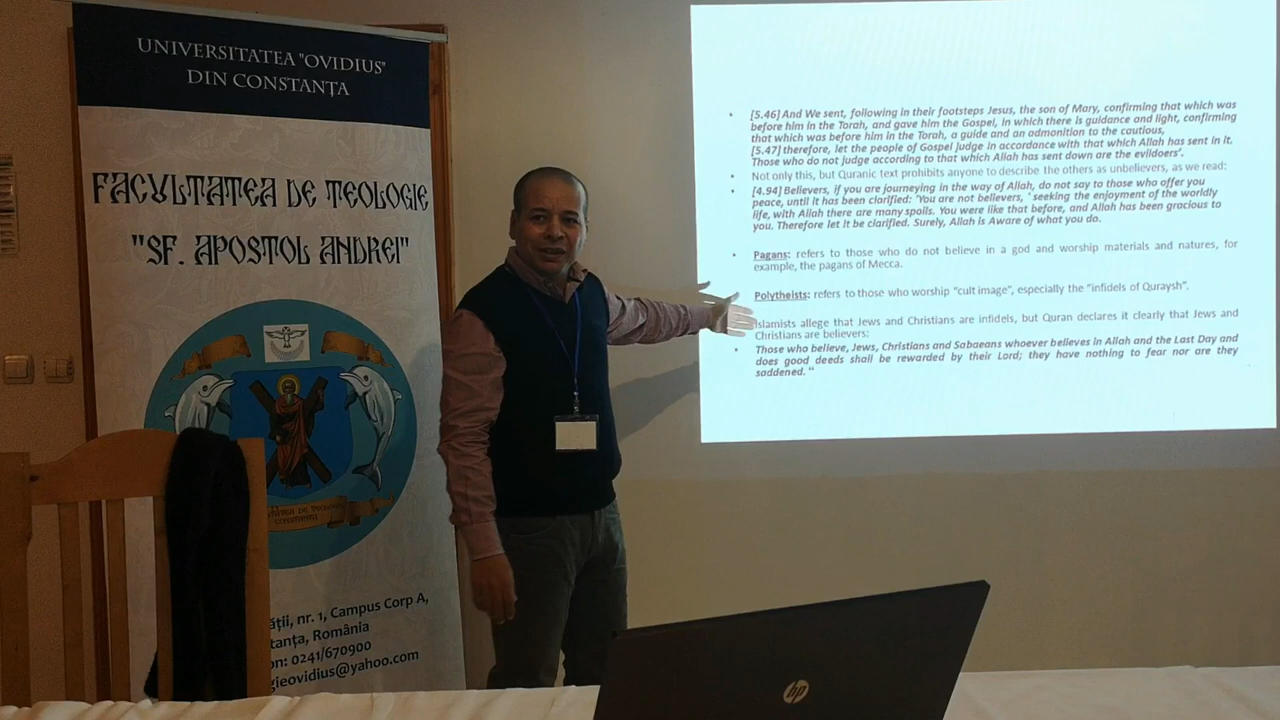 UNIVERSITATEA "OVIDIUS"
DIN CONSTANȚA
FACULTATEA DE TEOLOGIE
"SF. APOSTOL ANDREI"
TEOLOGIE
CONSTANȚA
ății, nr. 1, Campus Corp A,
tanța, România
on: 0241/670900
gieovidius@yahoo.com
• [5.46] And We sent, following in their footsteps Jesus, the son of Mary, confirming that which was
before him in the Torah, and gave him the Gospel, in which there is guidance and light, confirming
that which was before him in the Torah, a guide and an admonition to the cautious,
[5.47] therefore, let the people of Gospel judge in accordance with that which Allah has sent in it.
Those who do not judge according to that which Allah has sent down are the evildoers'.
• Not only this, but Quranic text prohibits anyone to describe the others as unbelievers, as we read:
• [4.94] Believers, if you are journeying in the way of Allah, do not say to those who offer you
peace, until it has been clarified: 'You are not believers, ' seeking the enjoyment of the worldly
life, with Allah there are many spoils. You were like that before, and Allah has been gracious to
you. Therefore let it be clarified. Surely, Allah is Aware of what you do.
• Pagans: refers to those who do not believe in a god and worship materials and natures, for
example, the pagans of Mecca.
Polytheists: refers to those who worship "cult image", especially the "infidels of Quraysh".
Islamists allege that Jews and Christians are infidels, but Quran declares it clearly that Jews and
Christians are believers:
• Those who believe, Jews, Christians and Sabaeans whoever believes in Allah and the Last Day and
does good deeds shall be rewarded by their Lord; they have nothing to fear nor are they
saddened. "
hp